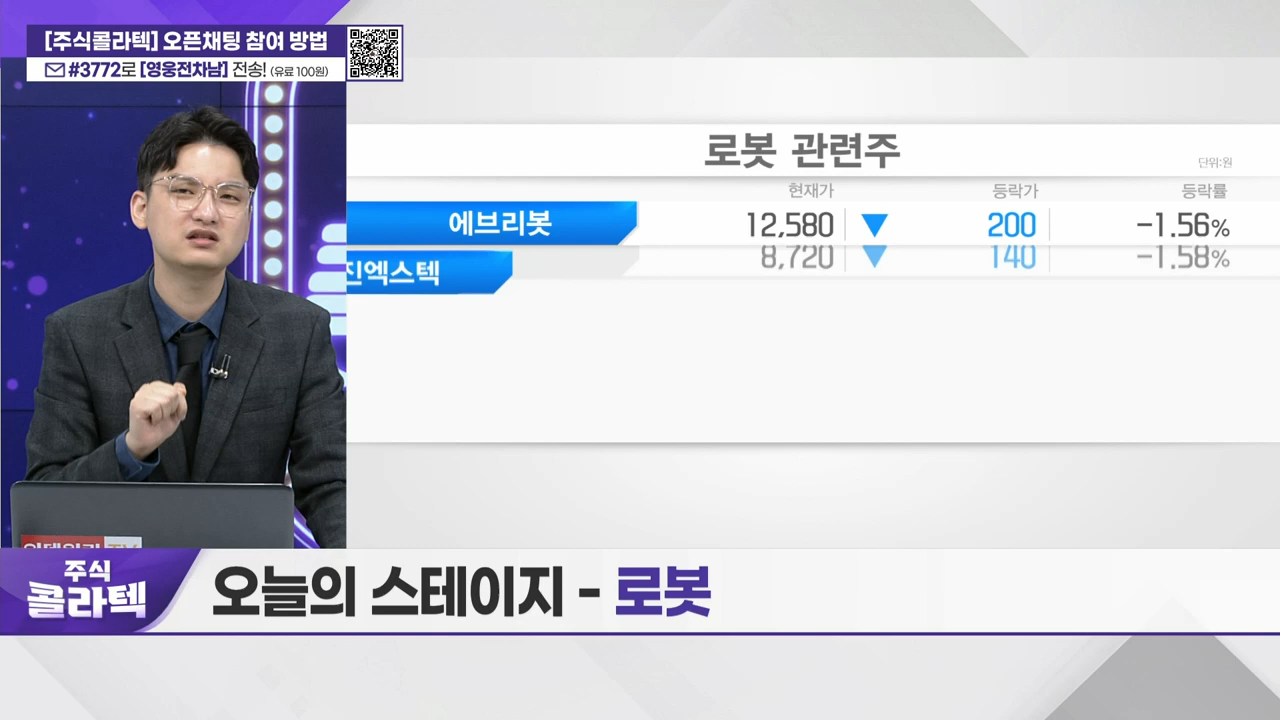 [주식콜라텍] 오픈채팅 참여 방법
#3772로 [영웅전차남] 전송! (유료 100원)
로봇 관련주
단위:원
현재가 등락가 등락률
에브리봇 12,580 ▼ 200 -1.56%
진엑스텍 8,720 ▼ 140 -1.58%
주식
콜라텍
오늘의 스테이지 - 로봇